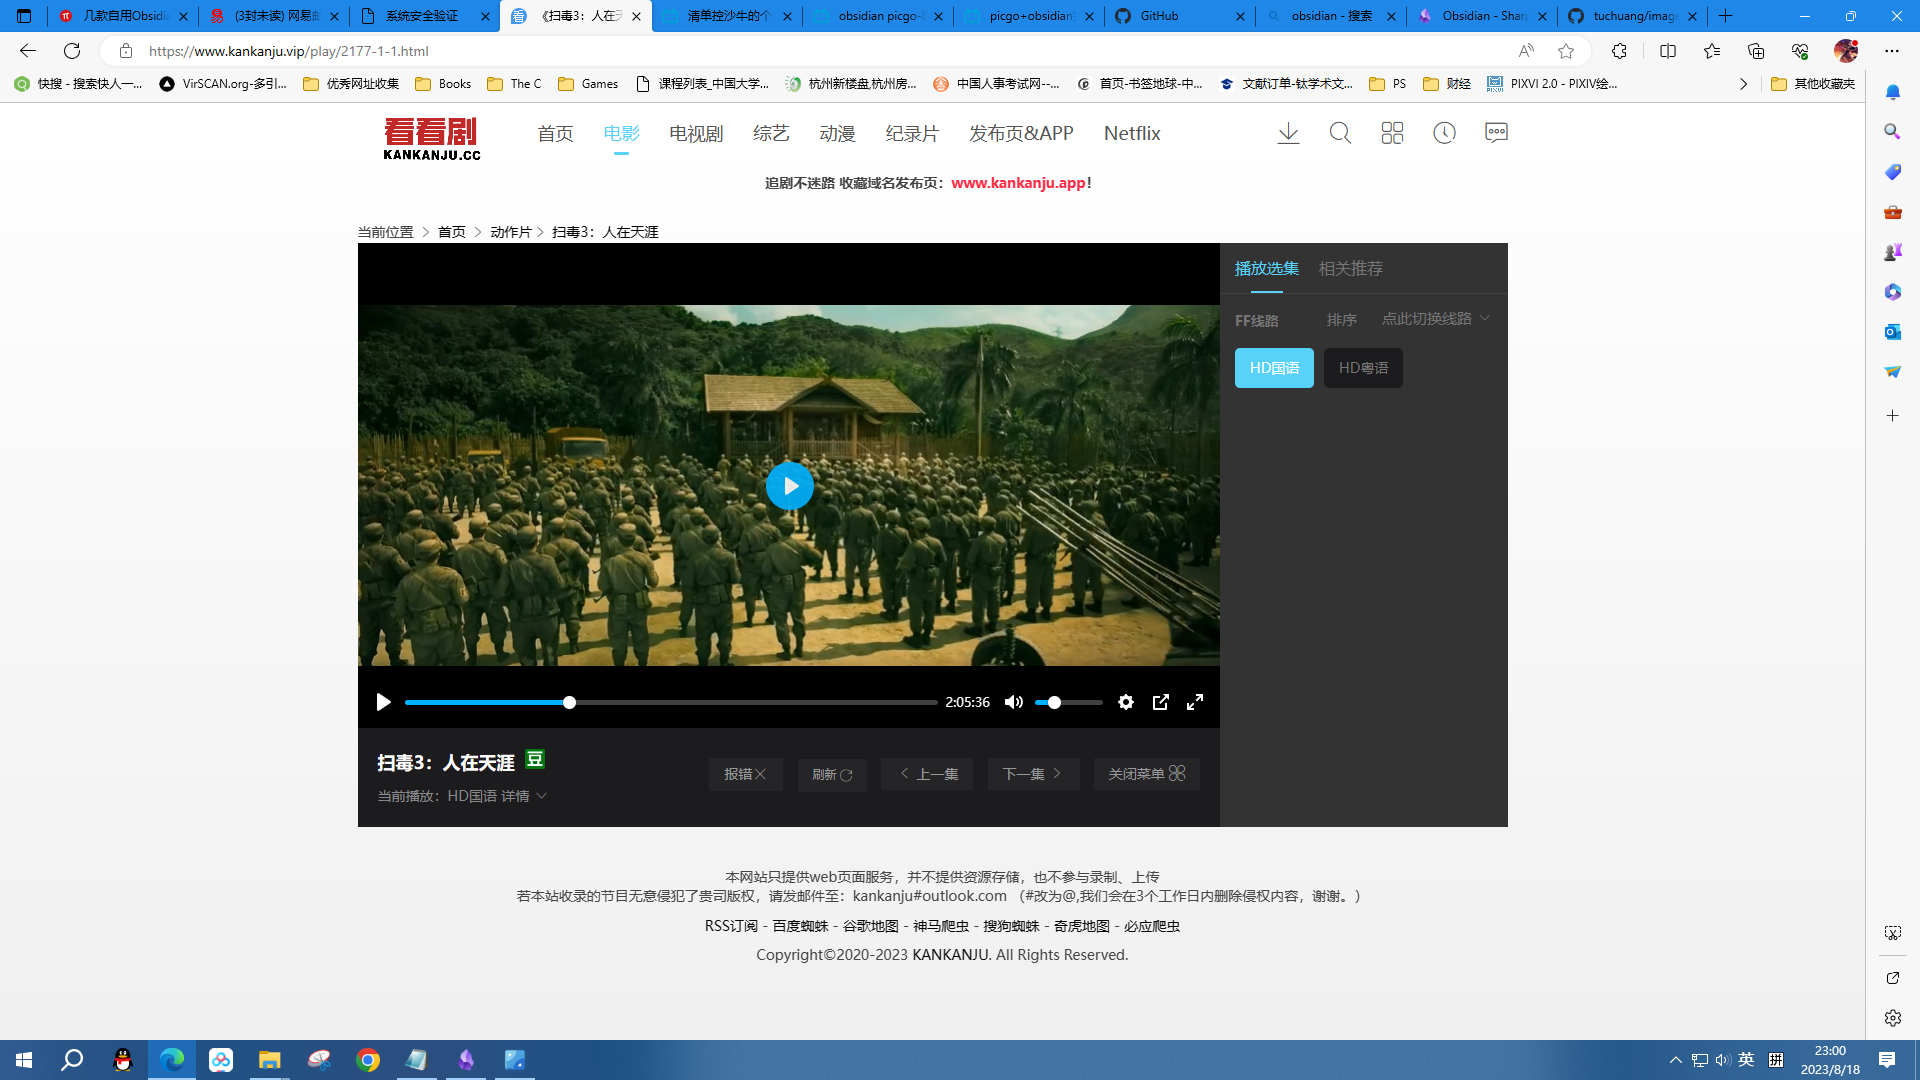 几款自用Obsidia
(3封未读) 网易邮
系统安全验证
《扫毒3：人在天
清单控沙牛的个
obsidian picgo-
picgo+obsidian
GitHub
obsidian - 搜索
Obsidian - Shar
tuchuang/imag
https://www.kankanju.vip/play/2177-1-1.html
快搜 - 搜索快人一...
VirSCAN.org-多引...
优秀网址收集
Books
The C
Games
课程列表_中国大学...
杭州新楼盘,杭州房...
中国人事考试网--...
首页-书签地球-中...
文献订单-钛学术文...
PS
财经
PIXVI 2.0 - PIXIV绘...
其他收藏夹
看看剧
KANKANJU.CC
首页
电影
电视剧
综艺
动漫
纪录片
发布页&APP
Netflix
追剧不迷路 收藏域名发布页：www.kankanju.app！
当前位置 > 首页 > 动作片 > 扫毒3：人在天涯
播放选集
相关推荐
FF线路
排序
点此切换线路
HD国语
HD粤语
2:05:36
扫毒3：人在天涯 豆
当前播放：HD国语 详情
报错
刷新
上一集
下一集
关闭菜单
本网站只提供web页面服务，并不提供资源存储，也不参与录制、上传
若本站收录的节目无意侵犯了贵司版权，请发邮件至：kankanju#outlook.com （#改为@,我们会在3个工作日内删除侵权内容，谢谢。）
RSS订阅 - 百度蜘蛛 - 谷歌地图 - 神马爬虫 - 搜狗蜘蛛 - 奇虎地图 - 必应爬虫
Copyright©2020-2023 KANKANJU. All Rights Reserved.
英
拼
23:00
2023/8/18